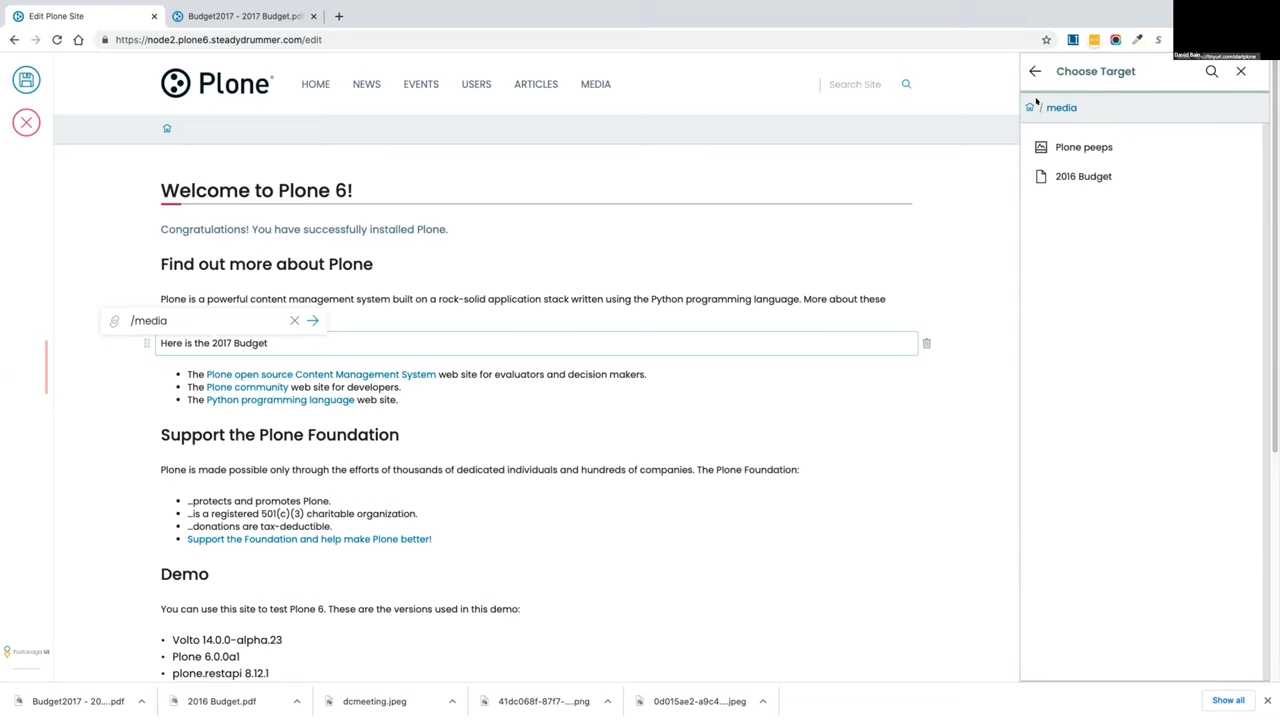 Edit Plone Site
Budget2017 - 2017 Budget.pdf
https://node2.plone6.steadydrummer.com/edit
David Bain
://tinyurl.com/startplone
Plone
HOME
NEWS
EVENTS
USERS
ARTICLES
MEDIA
Search Site
Choose Target
/ media
Plone peeps
2016 Budget
Welcome to Plone 6!
Congratulations! You have successfully installed Plone.
Find out more about Plone
Plone is a powerful content management system built on a rock-solid application stack written using the Python programming language. More about these
/media
Here is the 2017 Budget
• The Plone open source Content Management System web site for evaluators and decision makers.
• The Plone community web site for developers.
• The Python programming language web site.
Support the Plone Foundation
Plone is made possible only through the efforts of thousands of dedicated individuals and hundreds of companies. The Plone Foundation:
• …protects and promotes Plone.
• …is a registered 501(c)(3) charitable organization.
• …donations are tax-deductible.
• Support the Foundation and help make Plone better!
Demo
You can use this site to test Plone 6. These are the versions used in this demo:
• Volto 14.0.0-alpha.23
• Plone 6.0.0a1
• plone.restapi 8.12.1
Pastanaga UI
Budget2017 - 20....pdf
2016 Budget.pdf
dcmeeting.jpeg
41dc068f-87f7-....png
0d015ae2-a9c4....jpeg
Show all